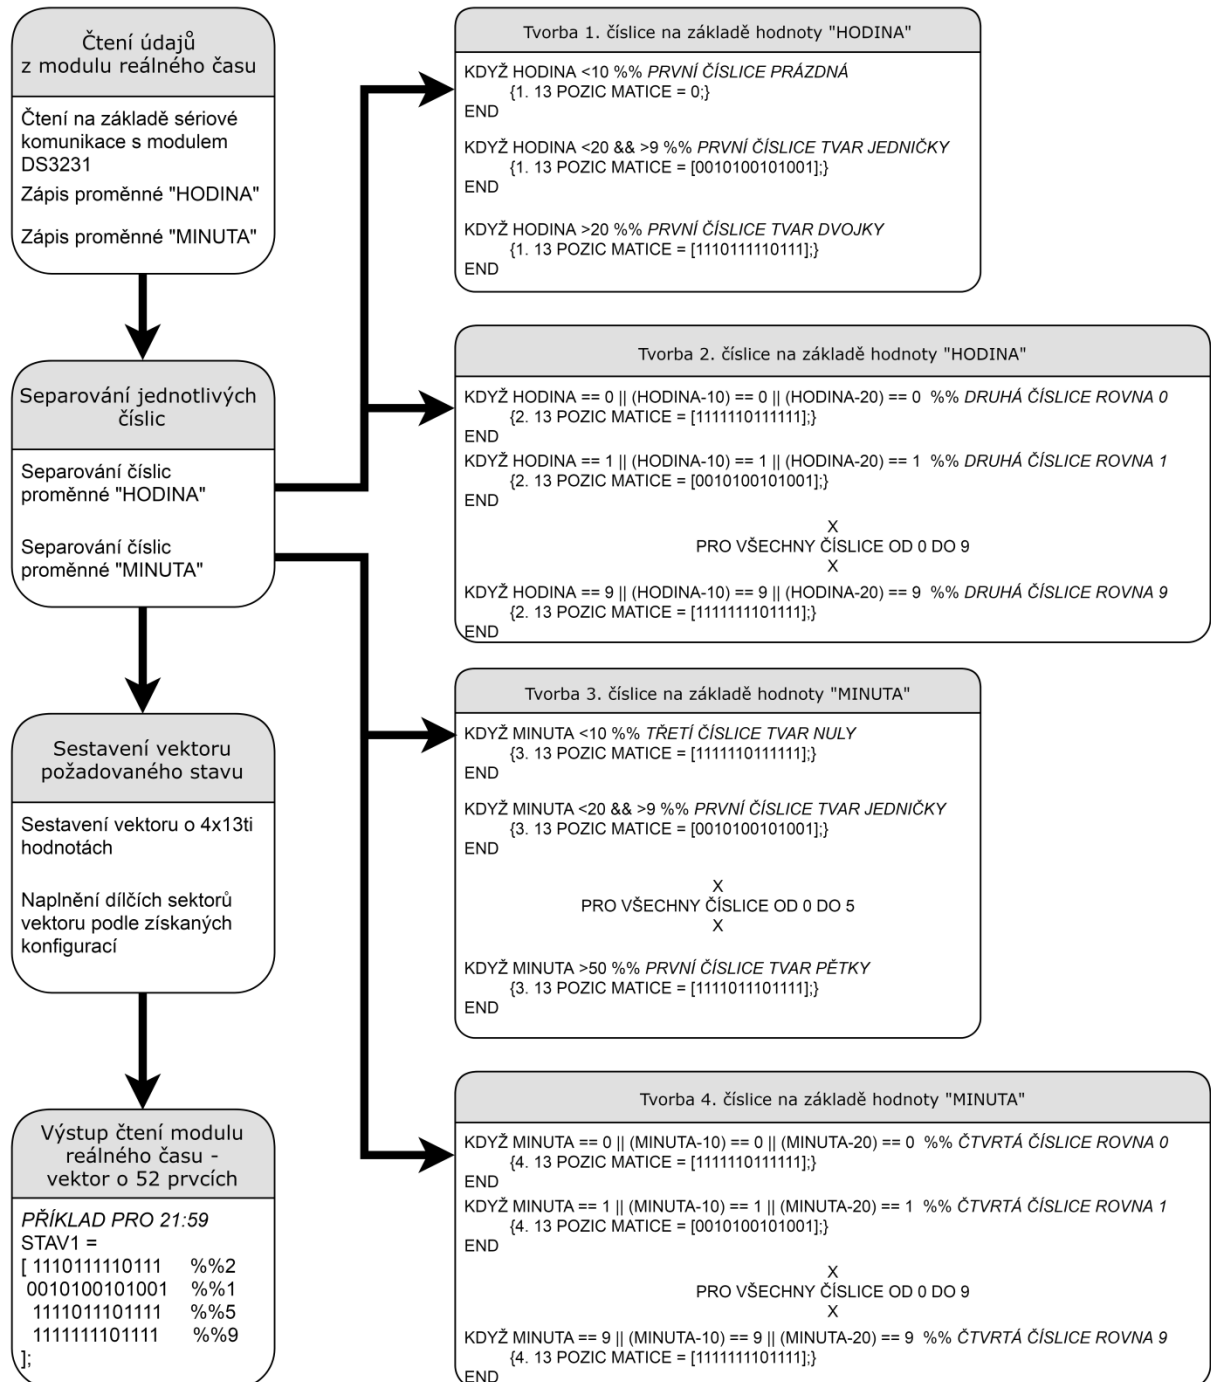 Čtení údajů
z modulu reálného času
Čtení na základě sériové
komunikace s modulem
DS3231
Zápis proměnné "HODINA"
Zápis proměnné "MINUTA"
Separování jednotlivých
číslic
Separování číslic
proměnné "HODINA"
Separování číslic
proměnné "MINUTA"
Sestavení vektoru
požadovaného stavu
Sestavení vektoru o 4x13ti
hodnotách
Naplnění dílčích sektorů
vektoru podle získaných
konfigurací
Výstup čtení modulu
reálného času -
vektor o 52 prvcích
PŘÍKLAD PRO 21:59
STAV1 =
[ 1110111110111 %%2
0010100101001 %%1
1111011101111 %%5
1111111101111 %%9
];
Tvorba 1. číslice na základě hodnoty "HODINA"
KDYŽ HODINA <10 %% PRVNÍ ČÍSLICE PRÁZDNÁ
{1. 13 POZIC MATICE = 0;}
END
KDYŽ HODINA <20 && >9 %% PRVNÍ ČÍSLICE TVAR JEDNIČKY
{1. 13 POZIC MATICE = [0010100101001];}
END
KDYŽ HODINA >20 %% PRVNÍ ČÍSLICE TVAR DVOJKY
{1. 13 POZIC MATICE = [1110111110111];}
END
Tvorba 2. číslice na základě hodnoty "HODINA"
KDYŽ HODINA == 0 || (HODINA-10) == 0 || (HODINA-20) == 0 %% DRUHÁ ČÍSLICE ROVNA 0
{2. 13 POZIC MATICE = [1111110111111];}
END
KDYŽ HODINA == 1 || (HODINA-10) == 1 || (HODINA-20) == 1 %% DRUHÁ ČÍSLICE ROVNA 1
{2. 13 POZIC MATICE = [0010100101001];}
END
X
PRO VŠECHNY ČÍSLICE OD 0 DO 9
X
KDYŽ HODINA == 9 || (HODINA-10) == 9 || (HODINA-20) == 9 %% DRUHÁ ČÍSLICE ROVNA 9
{2. 13 POZIC MATICE = [1111111101111];}
END
Tvorba 3. číslice na základě hodnoty "MINUTA"
KDYŽ MINUTA <10 %% TŘETÍ ČÍSLICE TVAR NULY
{3. 13 POZIC MATICE = [1111110111111];}
END
KDYŽ MINUTA <20 && >9 %% PRVNÍ ČÍSLICE TVAR JEDNIČKY
{3. 13 POZIC MATICE = [0010100101001];}
END
X
PRO VŠECHNY ČÍSLICE OD 0 DO 5
X
KDYŽ MINUTA >50 %% PRVNÍ ČÍSLICE TVAR PĚTKY
{3. 13 POZIC MATICE = [1111011101111];}
END
Tvorba 4. číslice na základě hodnoty "MINUTA"
KDYŽ MINUTA == 0 || (MINUTA-10) == 0 || (MINUTA-20) == 0 %% ČTVRTÁ ČÍSLICE ROVNA 0
{4. 13 POZIC MATICE = [1111110111111];}
END
KDYŽ MINUTA == 1 || (MINUTA-10) == 1 || (MINUTA-20) == 1 %% ČTVRTÁ ČÍSLICE ROVNA 1
{4. 13 POZIC MATICE = [0010100101001];}
END
X
PRO VŠECHNY ČÍSLICE OD 0 DO 9
X
KDYŽ MINUTA == 9 || (MINUTA-10) == 9 || (MINUTA-20) == 9 %% ČTVRTÁ ČÍSLICE ROVNA 9
{4. 13 POZIC MATICE = [1111111101111];}
END